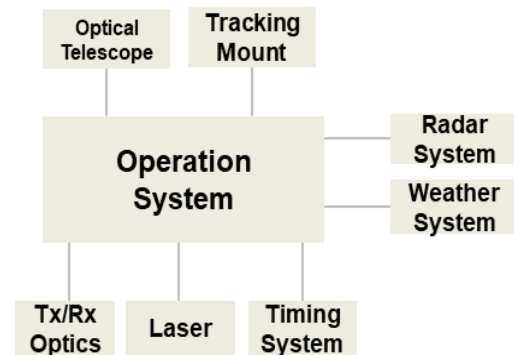 Optical
Telescope
Tracking
Mount
Operation
System
Radar
System
Weather
System
Tx/Rx
Optics
Laser
Timing
System